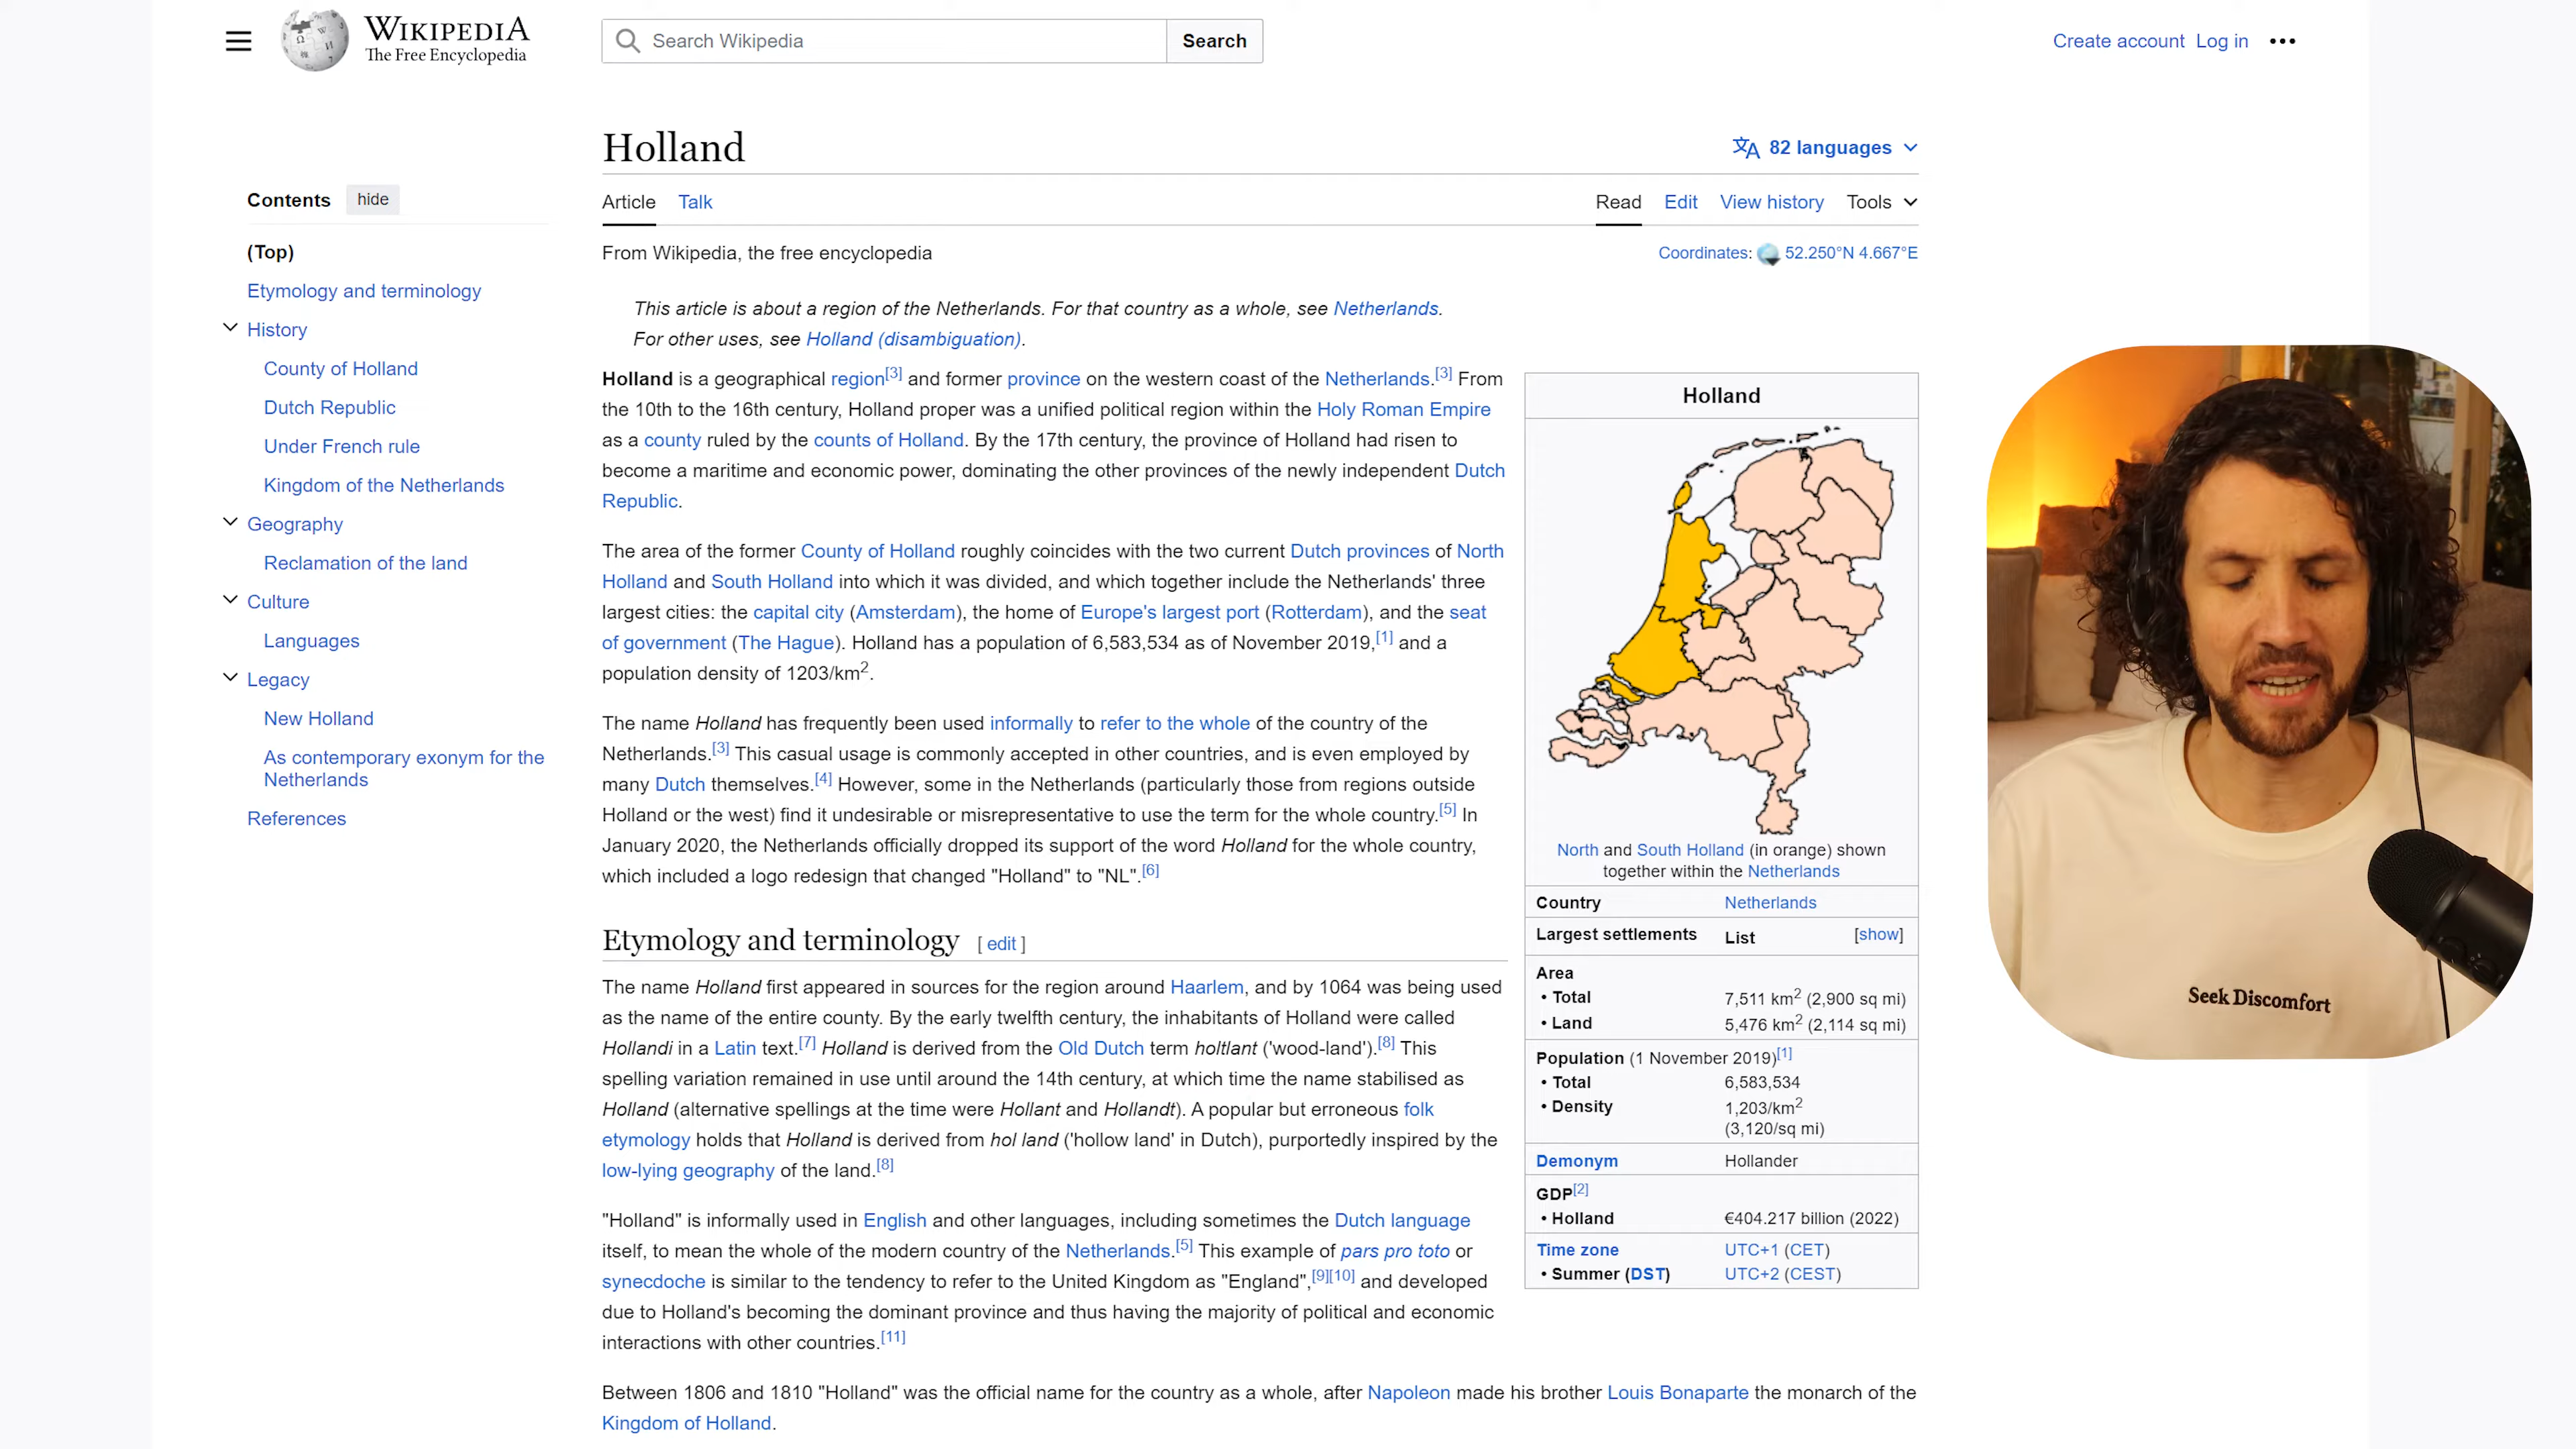 WIKIPEDIA
The Free Encyclopedia
Search Wikipedia
Search
Create account Log in
Contents hide
(Top)
Etymology and terminology
History
County of Holland
Dutch Republic
Under French rule
Kingdom of the Netherlands
Geography
Reclamation of the land
Culture
Languages
Legacy
New Holland
As contemporary exonym for the
Netherlands
References
Holland
82 languages
Article Talk
Read Edit View history Tools
From Wikipedia, the free encyclopedia
Coordinates: 52.250°N 4.667°E
This article is about a region of the Netherlands. For that country as a whole, see Netherlands.
For other uses, see Holland (disambiguation).
Holland is a geographical region[3] and former province on the western coast of the Netherlands.[3] From
the 10th to the 16th century, Holland proper was a unified political region within the Holy Roman Empire
as a county ruled by the counts of Holland. By the 17th century, the province of Holland had risen to
become a maritime and economic power, dominating the other provinces of the newly independent Dutch
Republic.
The area of the former County of Holland roughly coincides with the two current Dutch provinces of North
Holland and South Holland into which it was divided, and which together include the Netherlands' three
largest cities: the capital city (Amsterdam), the home of Europe's largest port (Rotterdam), and the seat
of government (The Hague). Holland has a population of 6,583,534 as of November 2019,[1] and a
population density of 1203/km2.
The name Holland has frequently been used informally to refer to the whole of the country of the
Netherlands.[3] This casual usage is commonly accepted in other countries, and is even employed by
many Dutch themselves.[4] However, some in the Netherlands (particularly those from regions outside
Holland or the west) find it undesirable or misrepresentative to use the term for the whole country.[5] In
January 2020, the Netherlands officially dropped its support of the word Holland for the whole country,
which included a logo redesign that changed "Holland" to "NL".[6]
Etymology and terminology [ edit ]
The name Holland first appeared in sources for the region around Haarlem, and by 1064 was being used
as the name of the entire county. By the early twelfth century, the inhabitants of Holland were called
Hollandi in a Latin text.[7] Holland is derived from the Old Dutch term holtlant ('wood-land').[8] This
spelling variation remained in use until around the 14th century, at which time the name stabilised as
Holland (alternative spellings at the time were Hollant and Hollandt). A popular but erroneous folk
etymology holds that Holland is derived from hol land ('hollow land' in Dutch), purportedly inspired by the
low-lying geography of the land.[8]
"Holland" is informally used in English and other languages, including sometimes the Dutch language
itself, to mean the whole of the modern country of the Netherlands.[5] This example of pars pro toto or
synecdoche is similar to the tendency to refer to the United Kingdom as "England",[9][10] and developed
due to Holland's becoming the dominant province and thus having the majority of political and economic
interactions with other countries.[11]
Between 1806 and 1810 "Holland" was the official name for the country as a whole, after Napoleon made his brother Louis Bonaparte the monarch of the
Kingdom of Holland.
Holland
North and South Holland (in orange) shown
together within the Netherlands
Country Netherlands
Largest settlements List [show]
Area
• Total 7,511 km2 (2,900 sq mi)
• Land 5,476 km2 (2,114 sq mi)
Population (1 November 2019)[1]
• Total 6,583,534
• Density 1,203/km2
(3,120/sq mi)
Demonym Hollander
GDP[2]
• Holland €404.217 billion (2022)
Time zone UTC+1 (CET)
• Summer (DST) UTC+2 (CEST)
Seek Discomfort